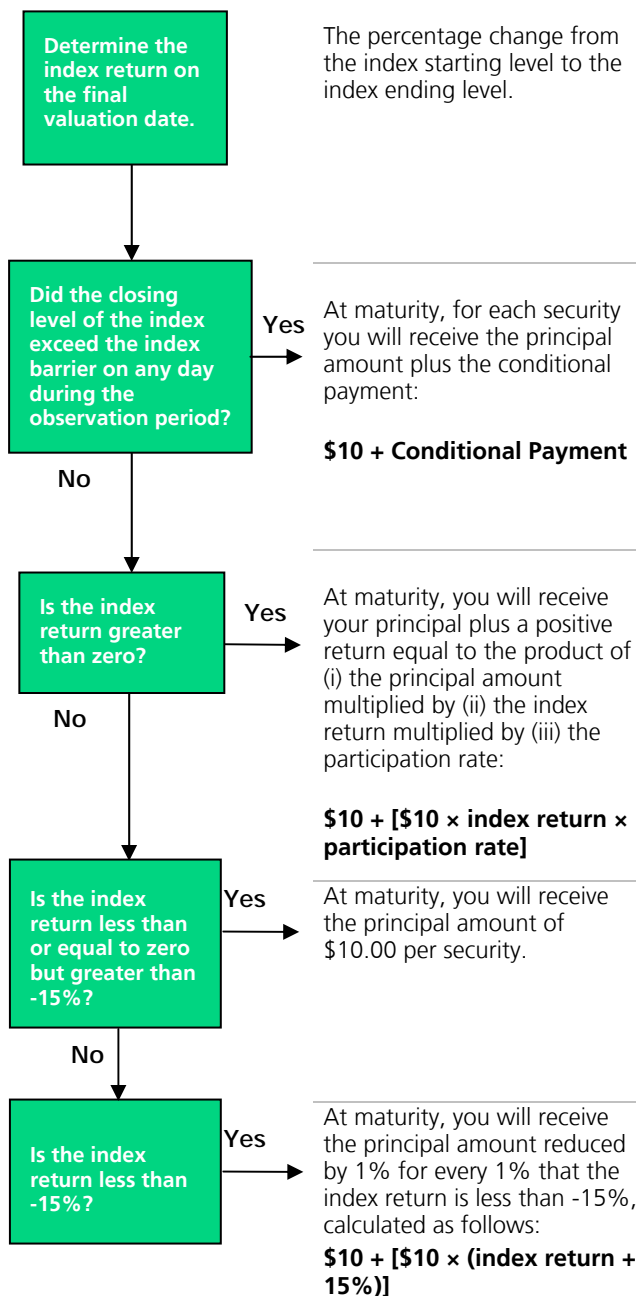 Determine the
index return on
the final
valuation date.
The percentage change from
the index starting level to the
index ending level.
Did the closing
level of the index
exceed the index
barrier on any day
during the
observation period?
Yes
At maturity, for each security
you will receive the principal
amount plus the conditional
payment:
$10 + Conditional Payment
No
Is the index
return greater
than zero?
Yes
At maturity, you will receive
your principal plus a positive
return equal to the product of
(i) the principal amount
multiplied by (ii) the index
return multiplied by (iii) the
participation rate:
$10 + [$10 × index return ×
participation rate]
No
Is the index
return less than
or equal to zero
but greater than
-15%?
Yes
At maturity, you will receive
the principal amount of
$10.00 per security.
No
Is the index
return less than
-15%?
Yes
At maturity, you will receive
the principal amount reduced
by 1% for every 1% that the
index return is less than -15%,
calculated as follows:
$10 + [$10 × (index return +
15%)]